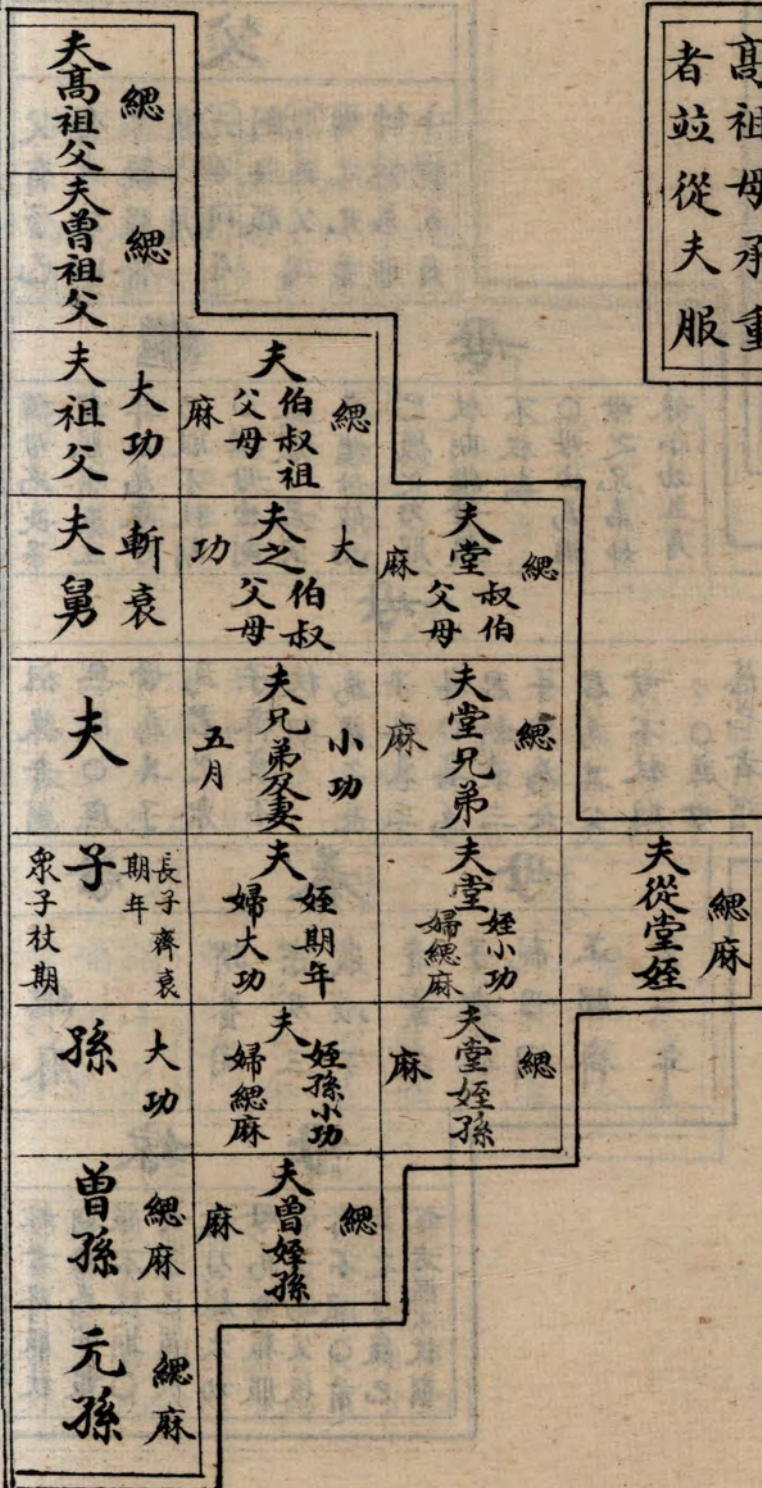 高祖母承重
者並從夫服
緦 夫高祖父
緦 夫曾祖父
大功 夫祖父
緦麻 夫伯叔祖父母
斬衰 夫舅
大功 夫之伯叔父母
緦麻 夫堂叔伯父母
夫
小功五月 夫兄弟及妻
緦麻 夫堂兄弟
子 長子齊衰期年 衆子杖期
夫姪期年 婦大功
夫堂姪小功 婦緦麻
緦麻 夫從堂姪
大功 孫
夫姪孫小功 婦緦麻
緦麻 夫堂姪孫
緦麻 曾孫
緦麻 夫曾姪孫
緦麻 元孫